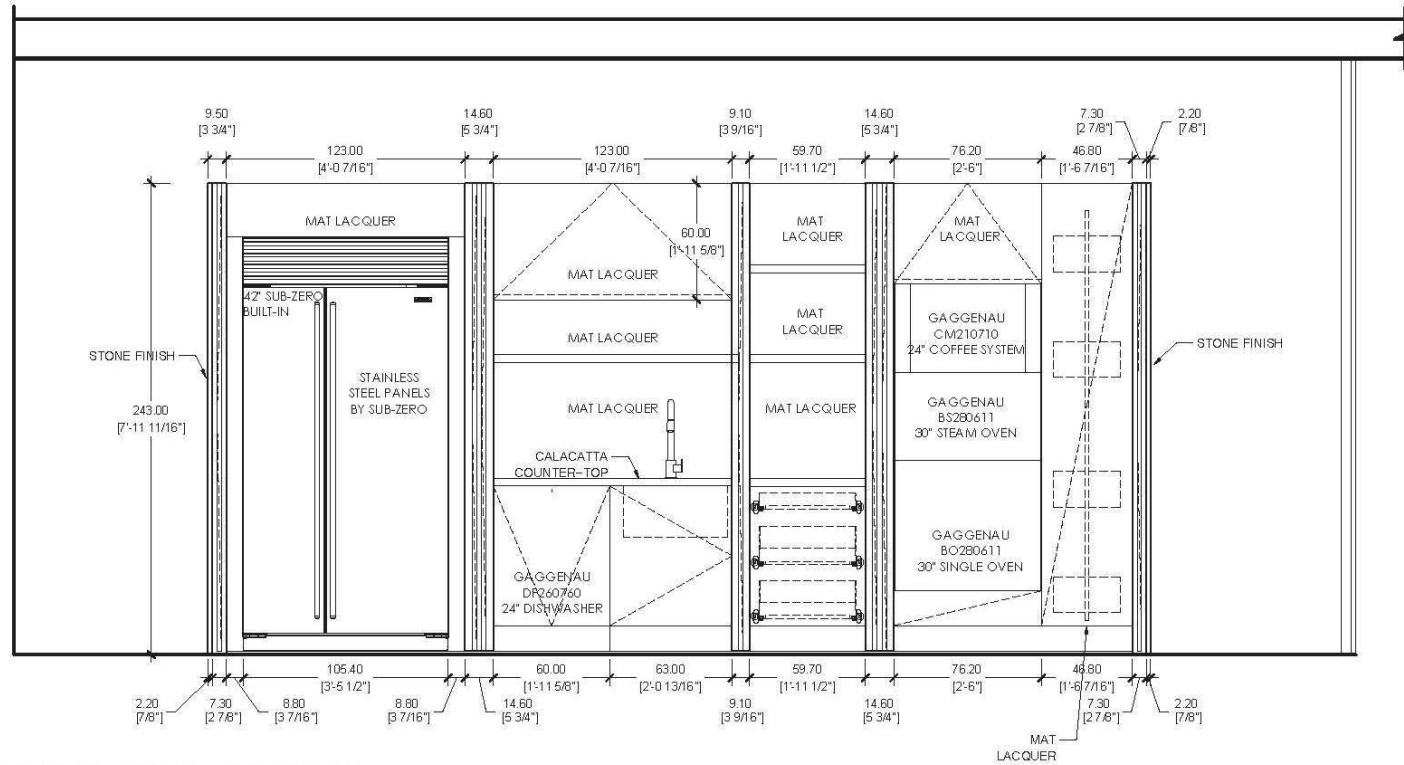 9.50
[3 3/4"]
14.60
[5 3/4"]
9.10
[3 9/16"]
14.60
[5 3/4"]
7.30
[2 7/8"]
2.20
[7/8"]
123.00
[4'-0 7/16"]
123.00
[4'-0 7/16"]
59.70
[1'-11 1/2"]
76.20
[2'-6"]
46.80
[1'-6 7/16"]
MAT LACQUER
60.00
[1'-11 5/8"]
MAT LACQUER
MAT
LACQUER
MAT
LACQUER
42" SUB-ZERO
BUILT-IN
MAT LACQUER
MAT
LACQUER
GAGGENAU
CM210710
24" COFFEE SYSTEM
STONE FINISH
STONE FINISH
STAINLESS
STEEL PANELS
BY SUB-ZERO
243.00
[7'-11 11/16"]
MAT LACQUER
MAT LACQUER
GAGGENAU
BS280611
30" STEAM OVEN
CALACATTA
COUNTER-TOP
GAGGENAU
DF260760
24" DISHWASHER
GAGGENAU
BO280611
30" SINGLE OVEN
105.40
[3'-5 1/2"]
60.00
[1'-11 5/8"]
63.00
[2'-0 13/16"]
59.70
[1'-11 1/2"]
76.20
[2'-6"]
46.80
[1'-6 7/16"]
2.20
[7/8"]
7.30
[2 7/8"]
8.80
[3 7/16"]
8.80
[3 7/16"]
14.60
[5 3/4"]
9.10
[3 9/16"]
14.60
[5 3/4"]
7.30
[2 7/8"]
2.20
[7/8"]
MAT
LACQUER